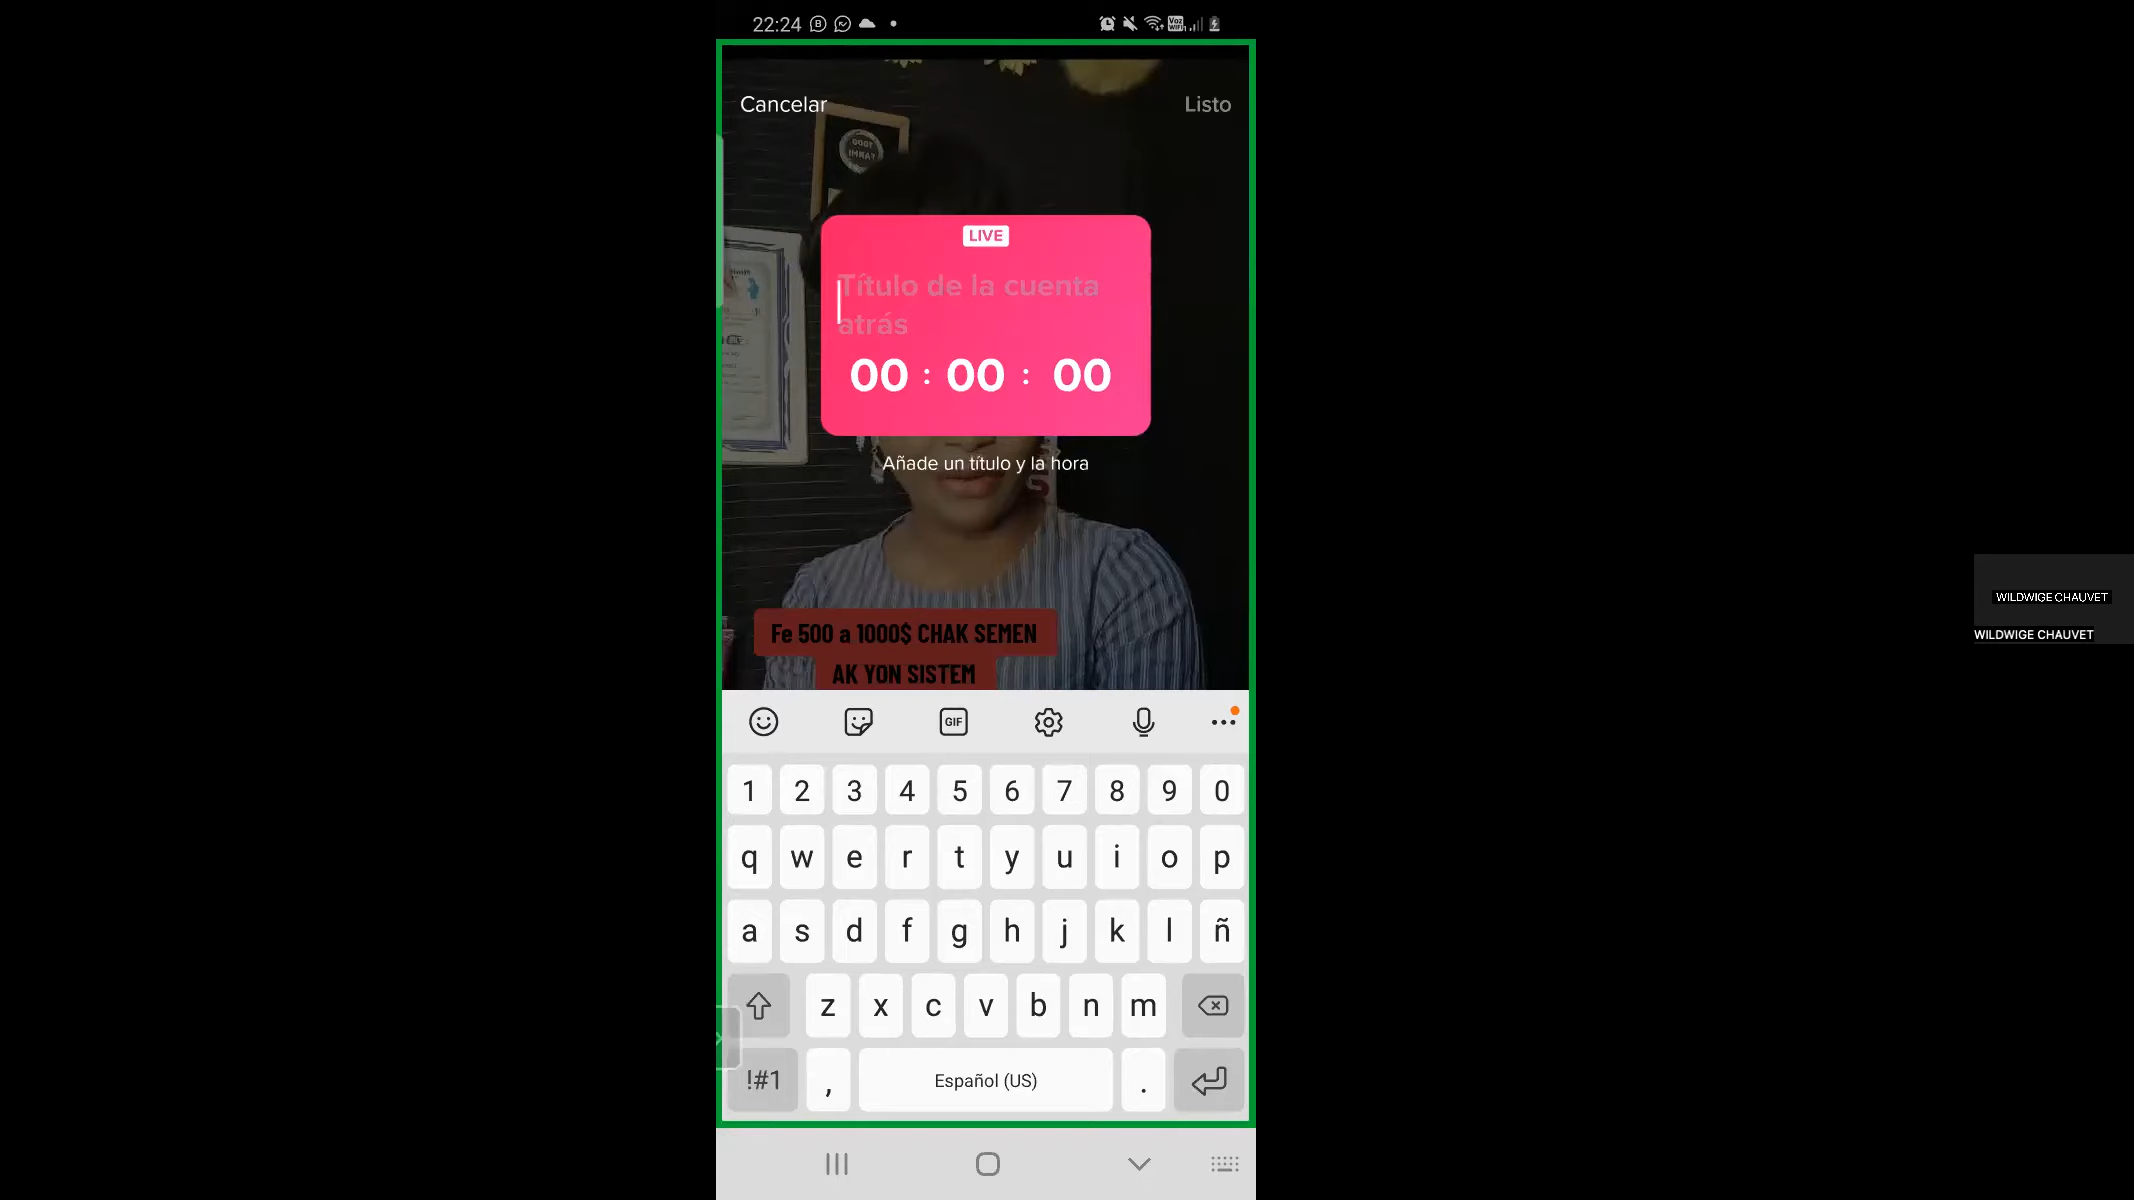 22:24
Cancelar
Listo
LIVE
Título de la cuenta
atrás
00 : 00 : 00
Añade un título y la hora
Fe 500 a 1000$ CHAK SEMEN
AK YON SISTEM
GIF
1 2 3 4 5 6 7 8 9 0
q w e r t y u i o p
a s d f g h j k l ñ
z x c v b n m
!#1 , Español (US) .
WILDWIGE CHAUVET
WILDWIGE CHAUVET